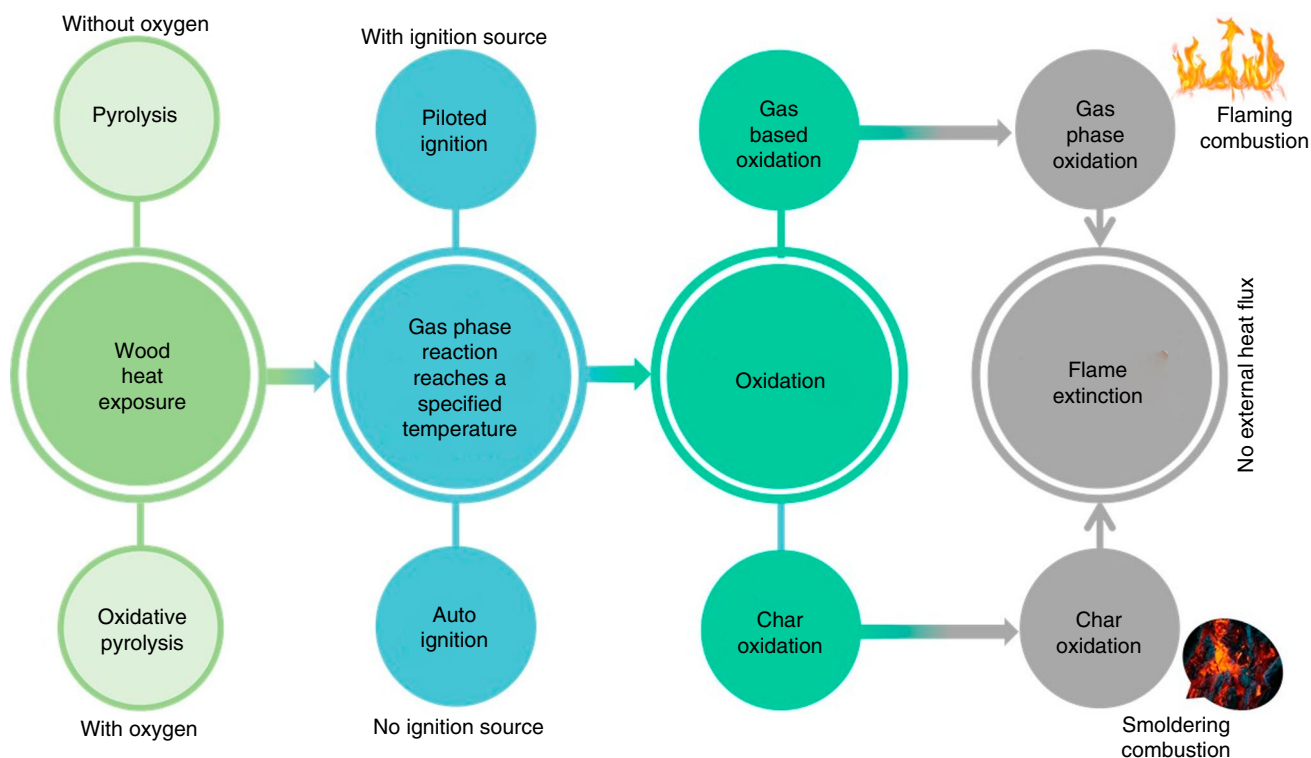 Without oxygen
Pyrolysis
Wood
heat
exposure
Oxidative
pyrolysis
With oxygen
With ignition source
Piloted
ignition
Gas phase
reaction
reaches a
specified
temperature
Auto
ignition
No ignition source
Gas
based
oxidation
Oxidation
Char
oxidation
Gas
phase
oxidation
Flaming
combustion
Flame
extinction
No external heat flux
Char
oxidation
Smoldering
combustion